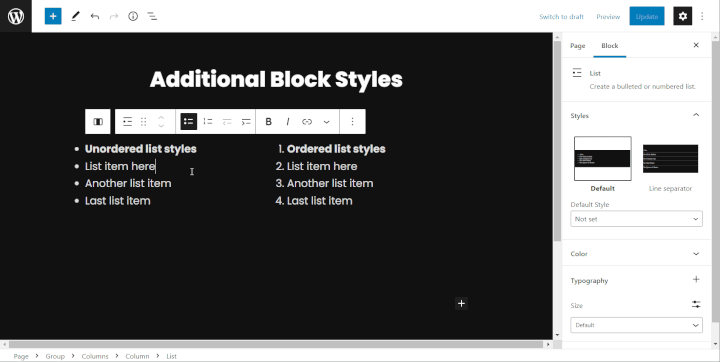 Switch to draft
Preview
Update
Page
Block
List
Create a bulleted or numbered list.
Styles
Default
Line separator
Default Style
Not set
Color
Typography
Size
Default
Additional Block Styles
B
I
Unordered list styles
List item here
Another list item
Last list item
1. Ordered list styles
2. List item here
3. Another list item
4. Last list item
Page > Group > Columns > Column > List